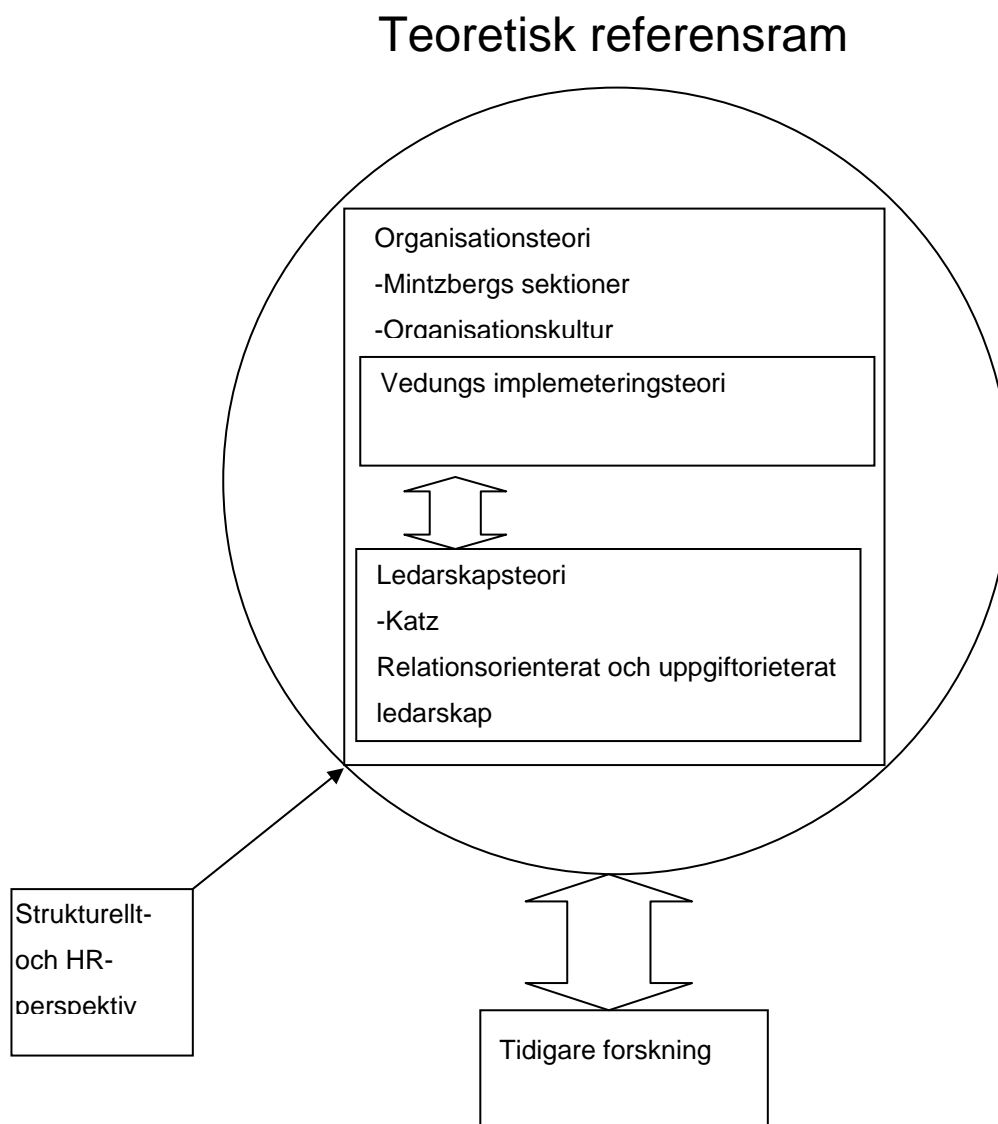 Teoretisk referensram
Organisationsteori
-Mintzbergs sektioner
-Organisationskultur
Vedungs implemeteringsteori
Ledarskapsteori
-Katz
Relationsorienterat och uppgiftorieterat
ledarskap
Strukturellt-
och HR-
perspektiv
Tidigare forskning